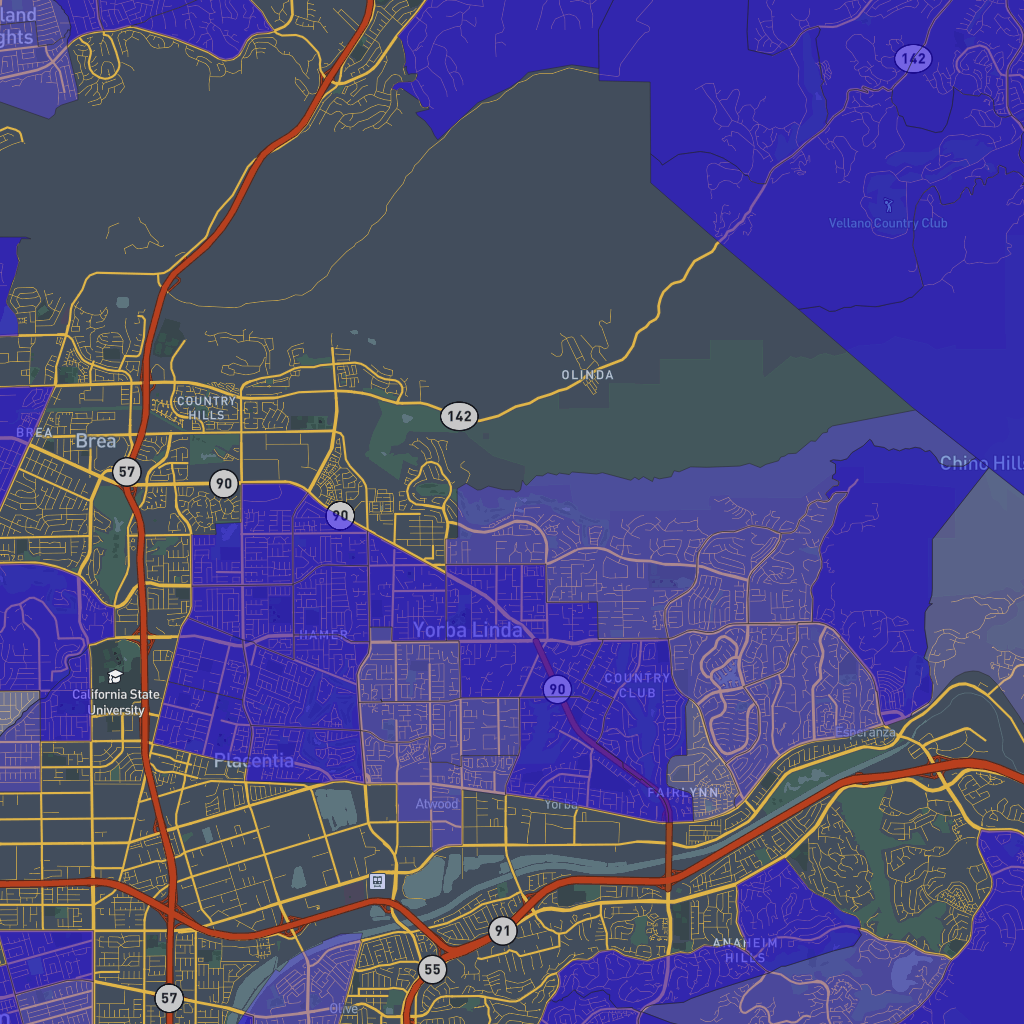 land
ghts
142
Vellano Country Club
OLINDA
COUNTRY
HILLS
142
BREA
Brea
57
90
Chino Hills
90
HAMER
Yorba Linda
COUNTRY
CLUB
90
California State
University
Esperanza
Placentia
FAIRLYNN
Atwood
Yorba
91
ANAHEIM
HILLS
55
57
Olive
n